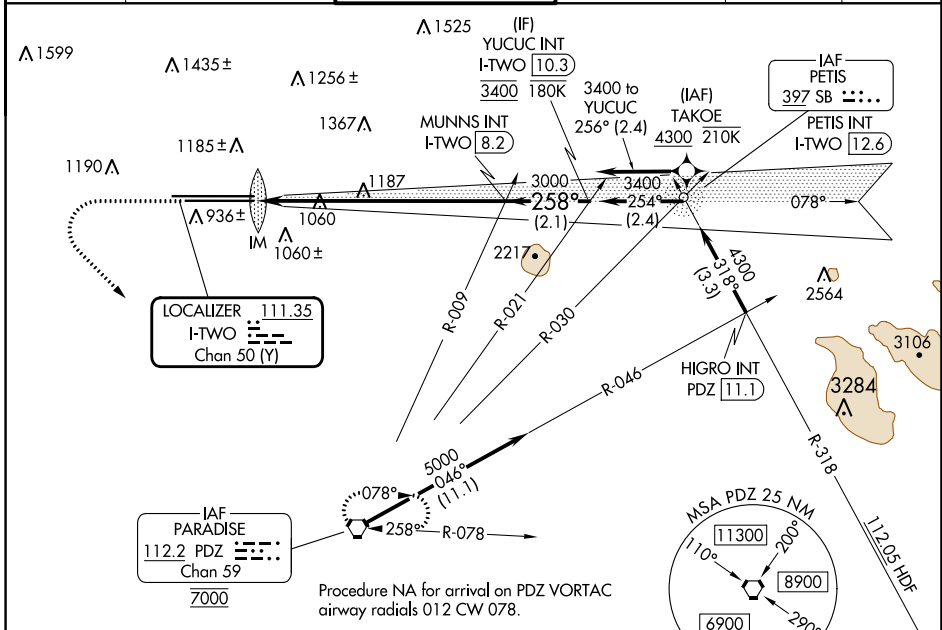 1599
1435 ±
1256 ±
1525
(IF)
YUCUC INT
I-TWO 10.3
3400 180K
3400 to
YUCUC
256° (2.4)
(IAF)
TAKOE
4300 210K
IAF
PETIS
397 SB
PETIS INT
I-TWO 12.6
MUNNS INT
I-TWO 8.2
1367
1185 ±
1190
1187
3000
3400
258°
(2.1)
254°
(2.4)
078°
936 ±
IM
1060
1060 ±
2217
4300
318°
(3.3)
2564
3106
3284
LOCALIZER 111.35
I-TWO
Chan 50 (Y)
R-009
R-021
R-030
R-046
HIGRO INT
PDZ 11.1
R-318
112.05 HDF
5000
046°
(11.1)
078°
258°
R-078
IAF
PARADISE
112.2 PDZ
Chan 59
7000
Procedure NA for arrival on PDZ VORTAC
airway radials 012 CW 078.
MSA PDZ 25 NM
11300
110°
200°
8900
6900
290°